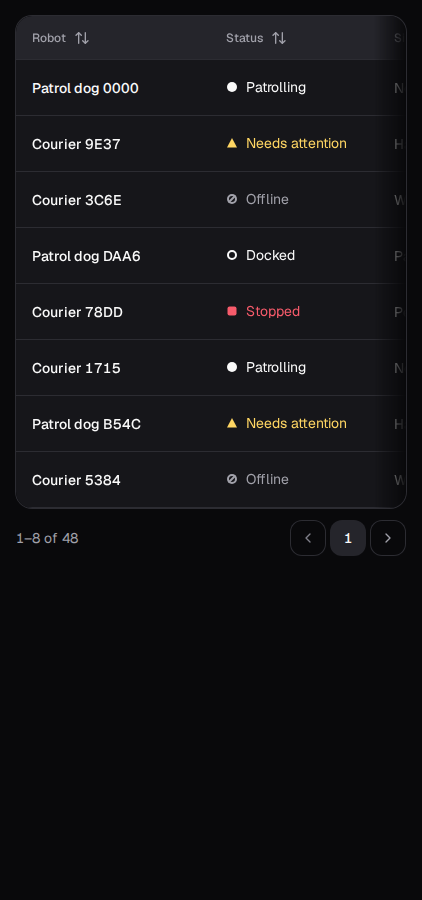 Robot Status
Patrol dog 0000 Patrolling
Courier 9E37 Needs attention
Courier 3C6E Offline
Patrol dog DAA6 Docked
Courier 78DD Stopped
Courier 1715 Patrolling
Patrol dog B54C Needs attention
Courier 5384 Offline
1–8 of 48 1